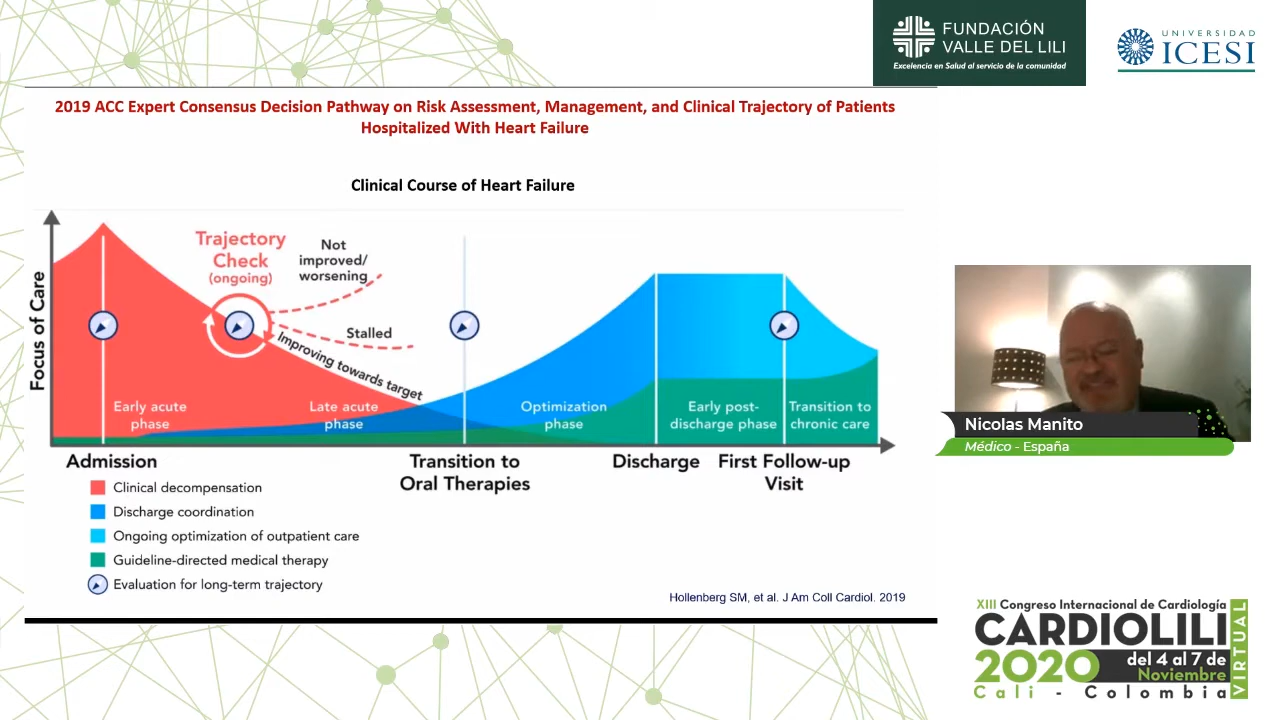 FUNDACIÓN
VALLE DEL LILI
Excelencia en Salud al servicio de la comunidad
UNIVERSIDAD
ICESI
2019 ACC Expert Consensus Decision Pathway on Risk Assessment, Management, and Clinical Trajectory of Patients
Hospitalized With Heart Failure
Clinical Course of Heart Failure
Focus of Care
Trajectory
Check
(ongoing)
Not
improved/
worsening
Stalled
Improving towards target
Early acute
phase
Late acute
phase
Optimization
phase
Early post-
discharge phase
Transition to
chronic care
Admission
Transition to
Oral Therapies
Discharge
First Follow-up
Visit
Clinical decompensation
Discharge coordination
Ongoing optimization of outpatient care
Guideline-directed medical therapy
Evaluation for long-term trajectory
Hollenberg SM, et al. J Am Coll Cardiol. 2019
Nicolas Manito
Médico - España
XIII Congreso Internacional de Cardiología
CARDIOLILI
2020 del 4 al 7 de
Noviembre
Cali - Colombia
VIRTUAL